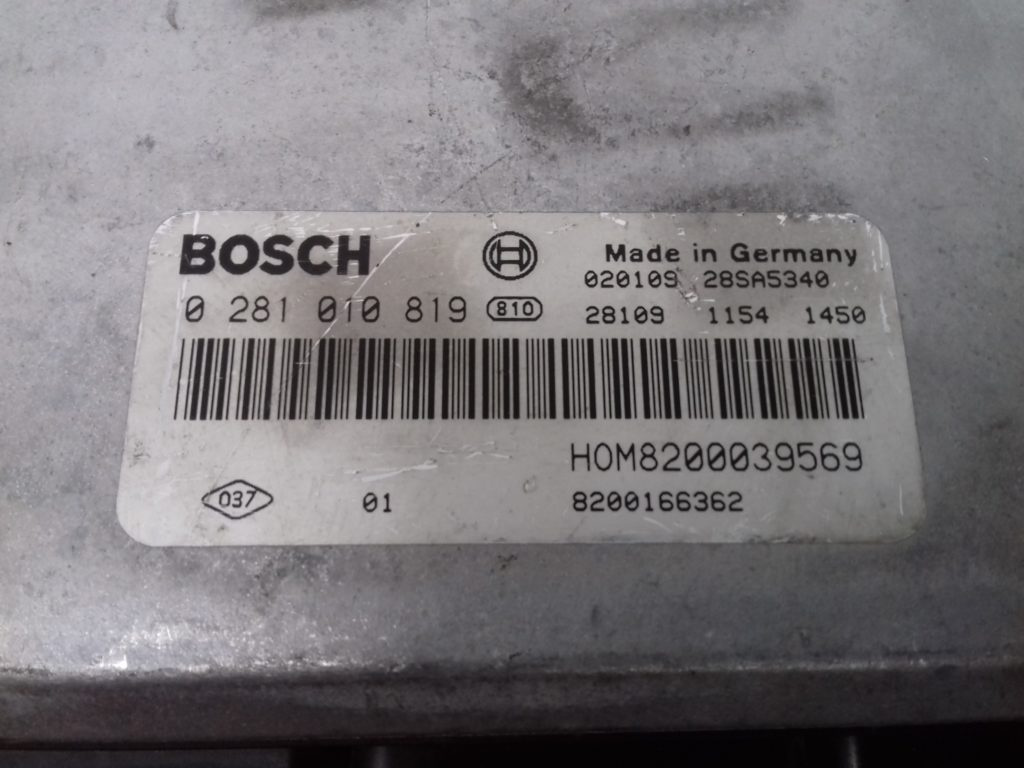 BOSCH
Made in Germany
020109 28SA5340
0 281 010 819 810
28109 1154 1450
HOM8200039569
037 01 8200166362